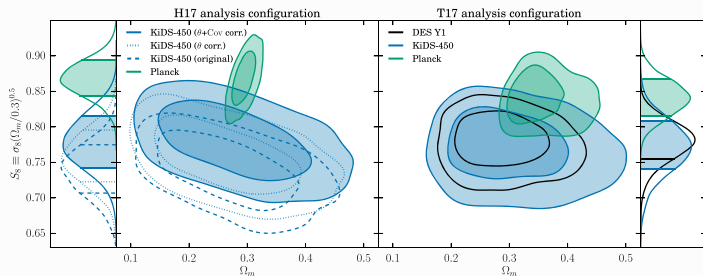 H17 analysis configuration
T17 analysis configuration
KiDS-450 (θ+Cov corr.)
KiDS-450 (θ corr.)
KiDS-450 (original)
Planck
DES Y1
KiDS-450
Planck
S₈ ≡ σ₈(Ωₘ/0.3)⁰·⁵
0.90
0.85
0.80
0.75
0.70
0.65
0.1 0.2 0.3 0.4 0.5
0.1 0.2 0.3 0.4 0.5
Ωₘ
Ωₘ